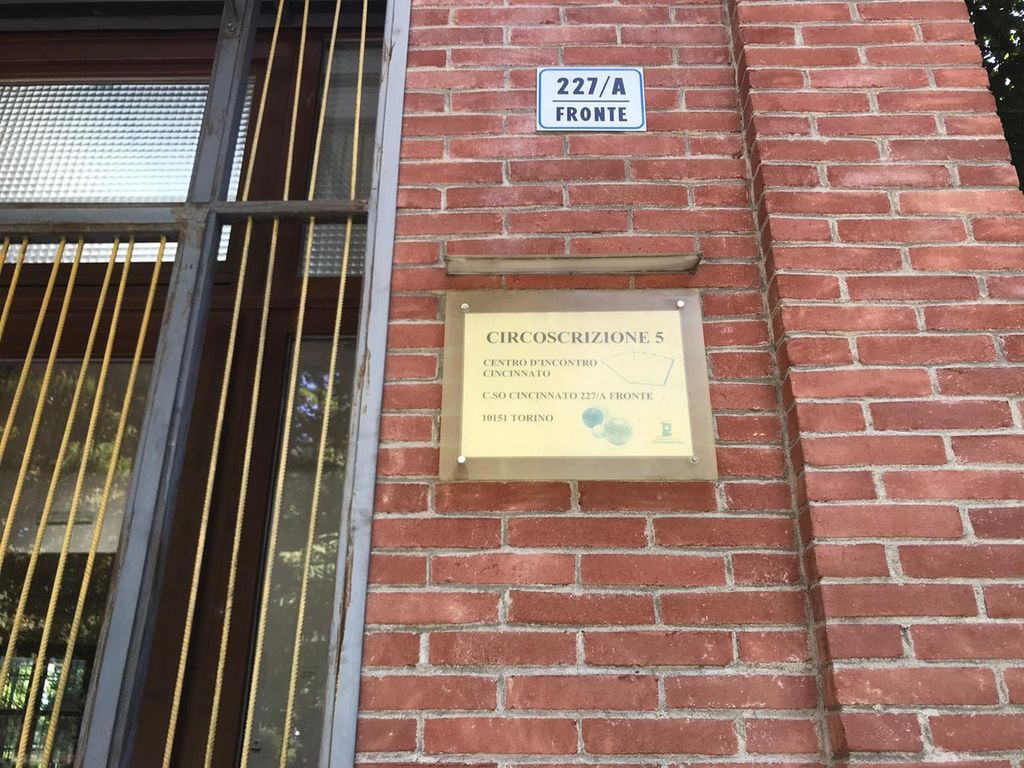 227/A
FRONTE
CIRCOSCRIZIONE 5
CENTRO D'INCONTRO
CINCINNATO
C.SO CINCINNATO 227/A FRONTE
10151 TORINO